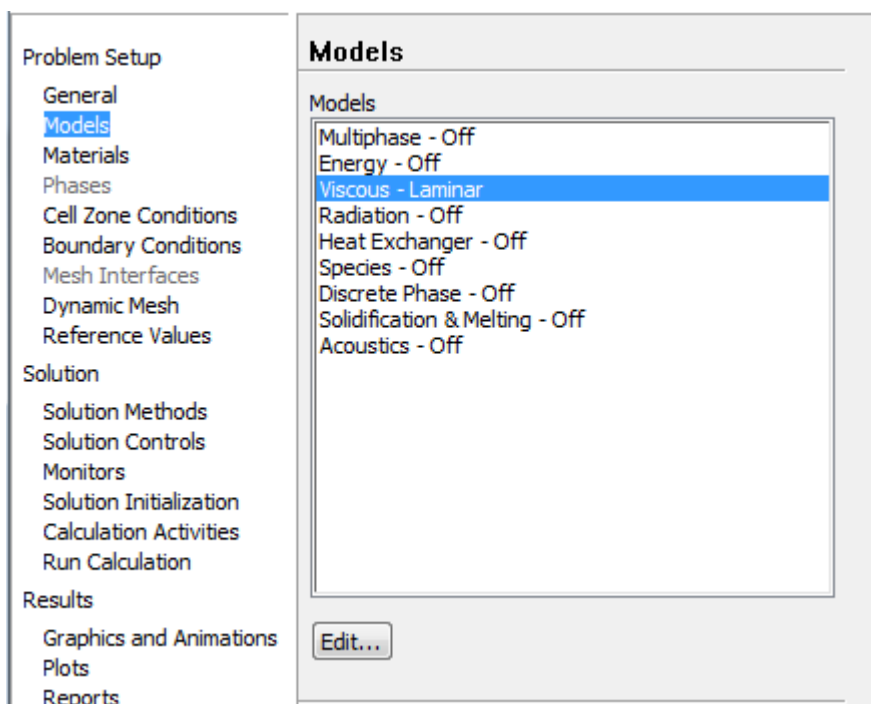 Problem Setup
General
Models
Materials
Phases
Cell Zone Conditions
Boundary Conditions
Mesh Interfaces
Dynamic Mesh
Reference Values
Solution
Solution Methods
Solution Controls
Monitors
Solution Initialization
Calculation Activities
Run Calculation
Results
Graphics and Animations
Plots
Reports
Models
Models
Multiphase - Off
Energy - Off
Viscous - Laminar
Radiation - Off
Heat Exchanger - Off
Species - Off
Discrete Phase - Off
Solidification & Melting - Off
Acoustics - Off
Edit...